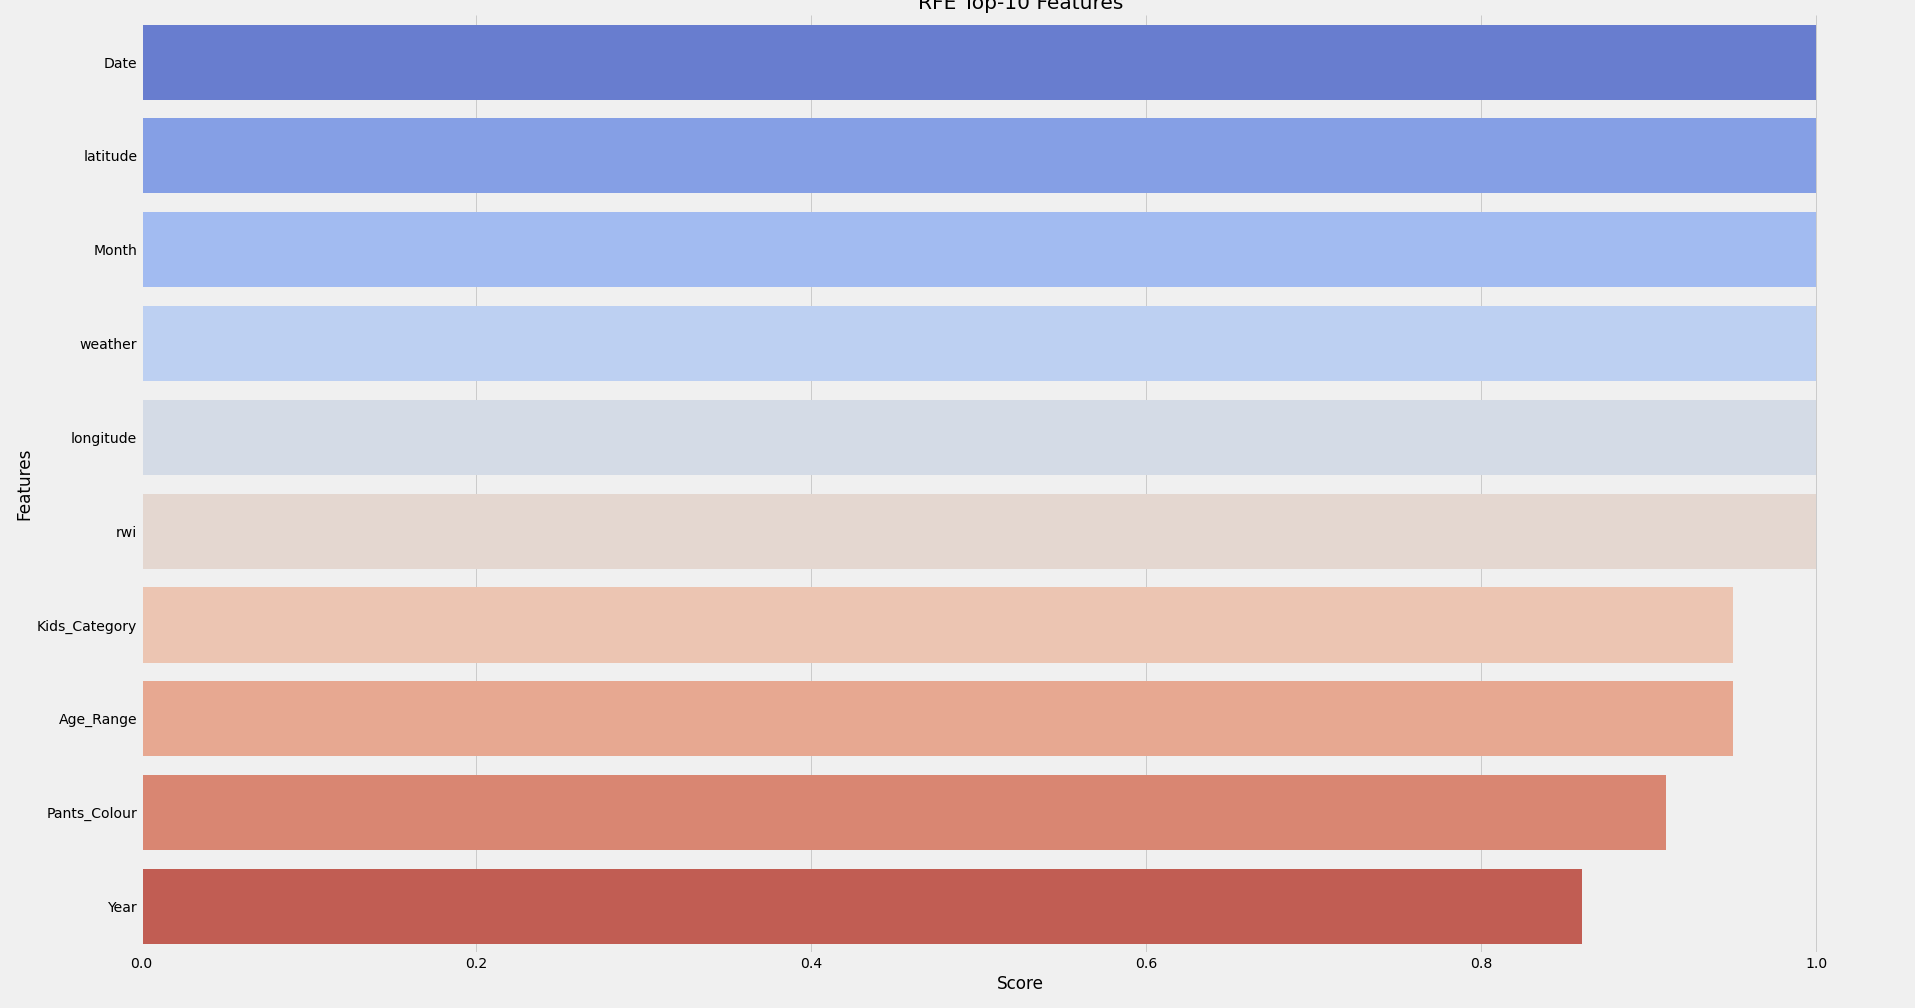 RFE Top-10 Features
Date
latitude
Month
weather
longitude
rwi
Kids_Category
Age_Range
Pants_Colour
Year
Features
0.0 0.2 0.4 0.6 0.8 1.0
Score